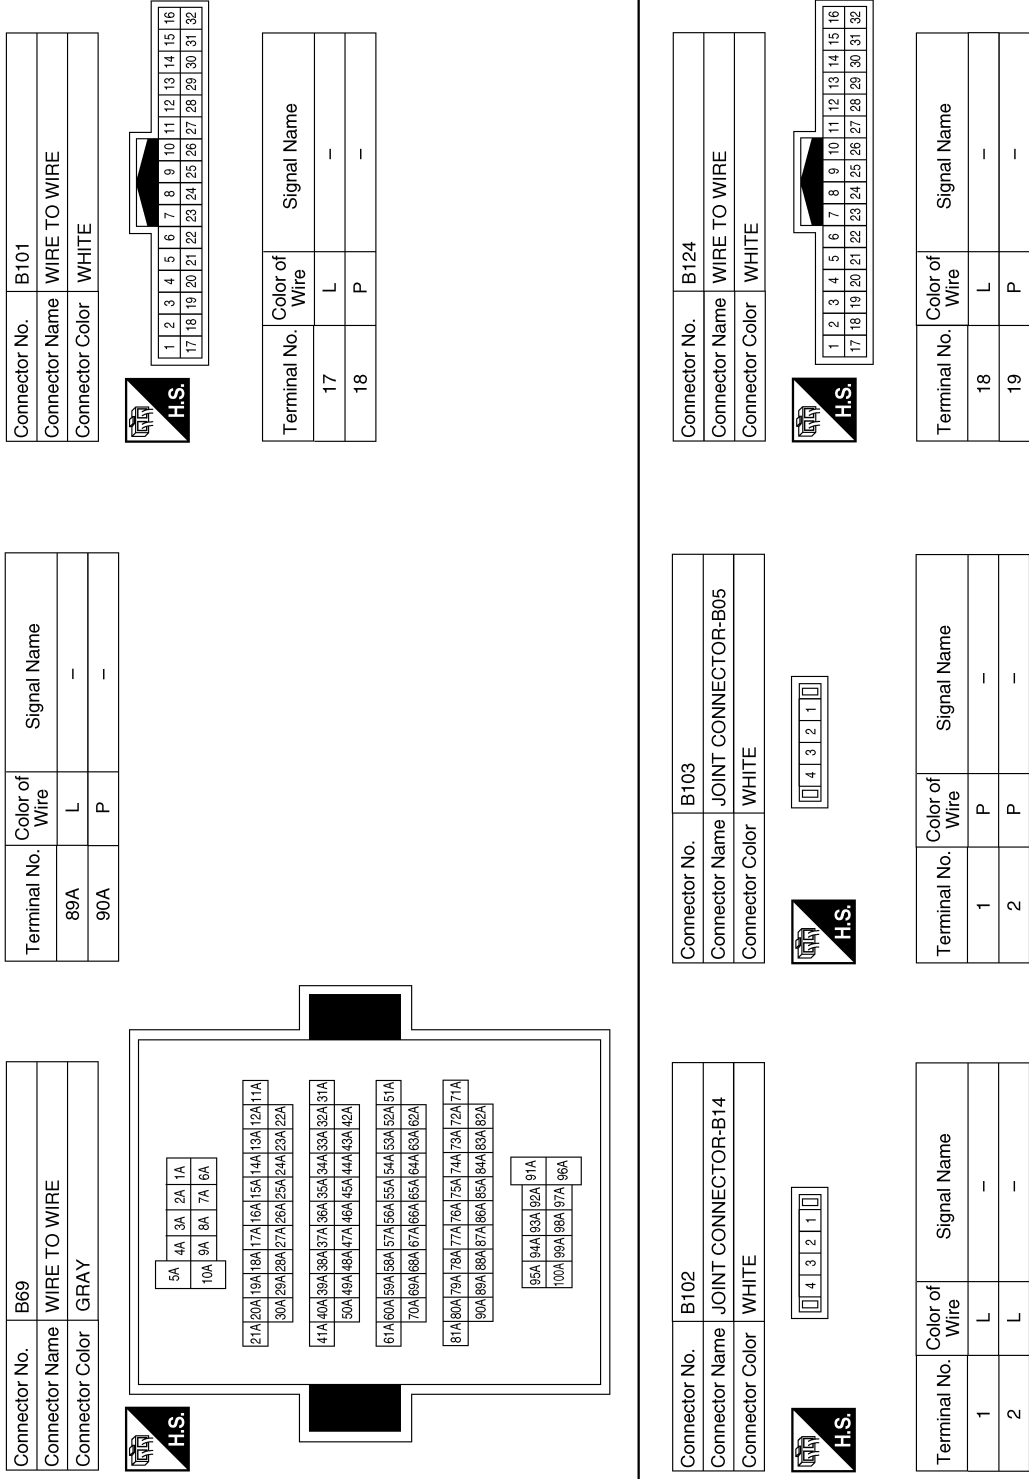 Connector No. B69
Connector Name WIRE TO WIRE
Connector Color GRAY
H.S.
5A 4A 3A 2A 1A
10A 9A 8A 7A 6A
21A 20A 19A 18A 17A 16A 15A 14A 13A 12A 11A
30A 29A 28A 27A 26A 25A 24A 23A 22A
41A 40A 39A 38A 37A 36A 35A 34A 33A 32A 31A
50A 49A 48A 47A 46A 45A 44A 43A 42A
61A 60A 59A 58A 57A 56A 55A 54A 53A 52A 51A
70A 69A 68A 67A 66A 65A 64A 63A 62A
81A 80A 79A 78A 77A 76A 75A 74A 73A 72A 71A
90A 89A 88A 87A 86A 85A 84A 83A 82A
95A 94A 93A 92A 91A
100A 99A 98A 97A 96A
Terminal No. Color of Wire Signal Name
89A L –
90A P –
Connector No. B101
Connector Name WIRE TO WIRE
Connector Color WHITE
H.S.
1 2 3 4 5 6 7 8 9 10 11 12 13 14 15 16
17 18 19 20 21 22 23 24 25 26 27 28 29 30 31 32
Terminal No. Color of Wire Signal Name
17 L –
18 P –
Connector No. B102
Connector Name JOINT CONNECTOR-B14
Connector Color WHITE
H.S.
4 3 2 1
Terminal No. Color of Wire Signal Name
1 L –
2 L –
Connector No. B103
Connector Name JOINT CONNECTOR-B05
Connector Color WHITE
H.S.
4 3 2 1
Terminal No. Color of Wire Signal Name
1 P –
2 P –
Connector No. B124
Connector Name WIRE TO WIRE
Connector Color WHITE
H.S.
1 2 3 4 5 6 7 8 9 10 11 12 13 14 15 16
17 18 19 20 21 22 23 24 25 26 27 28 29 30 31 32
Terminal No. Color of Wire Signal Name
18 L –
19 P –